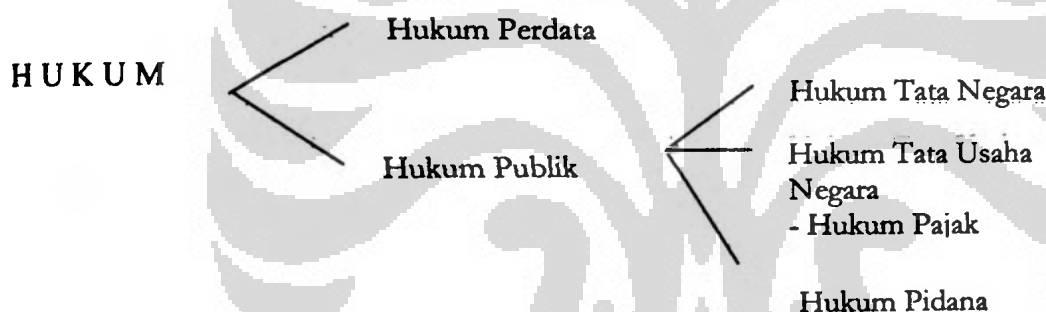 Hukum Perdata
HUKUM
Hukum Tata Negara
Hukum Publik
Hukum Tata Usaha
Negara
- Hukum Pajak
Hukum Pidana